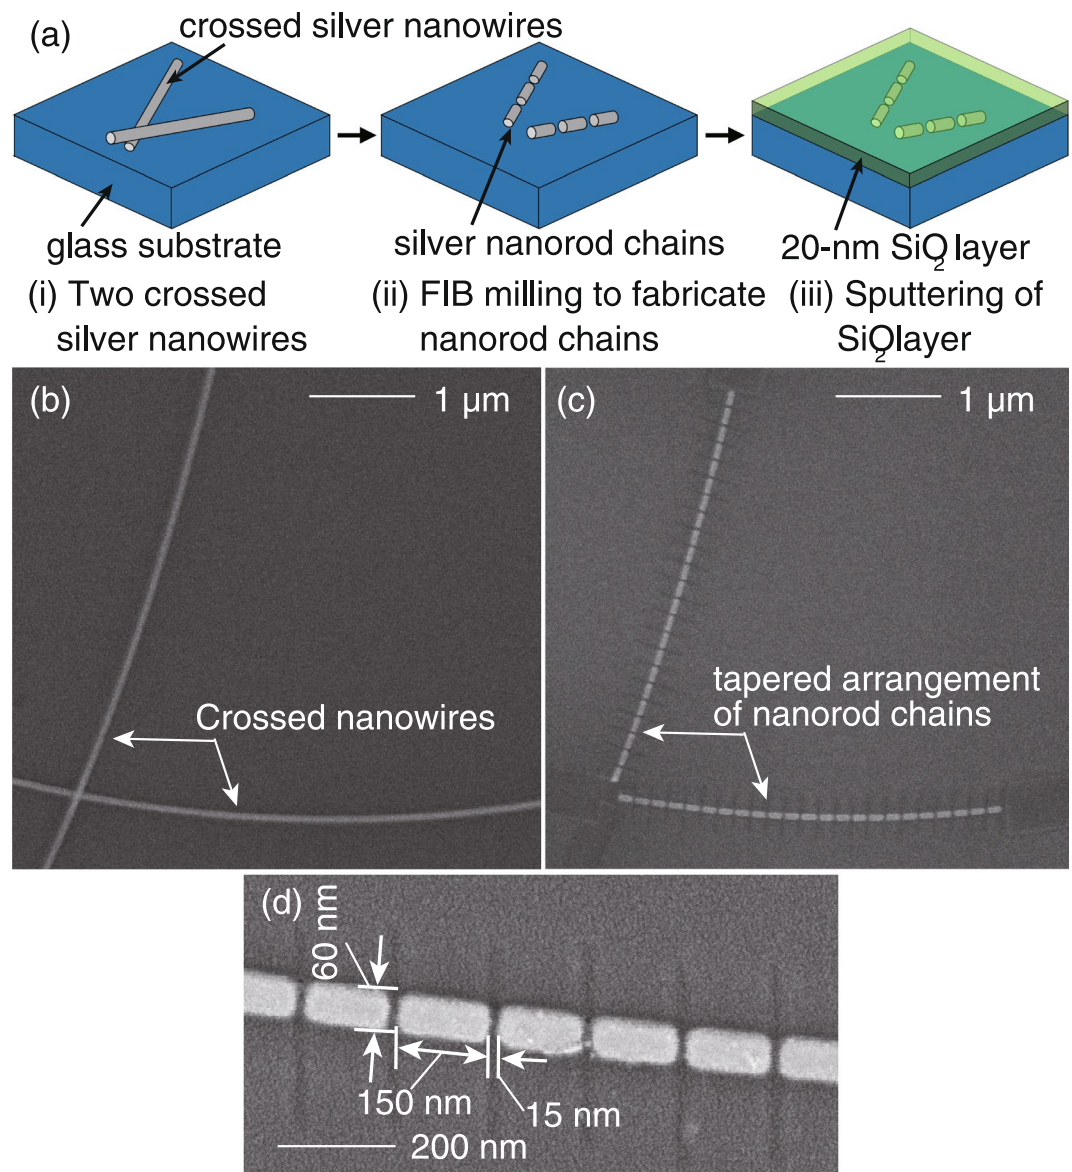 (a)
crossed silver nanowires
glass substrate
silver nanorod chains
20-nm SiO2 layer
(i) Two crossed
silver nanowires
(ii) FIB milling to fabricate
nanorod chains
(iii) Sputtering of
SiO2layer
(b)
1 μm
Crossed nanowires
(c)
1 μm
tapered arrangement
of nanorod chains
(d)
60 nm
150 nm
15 nm
200 nm